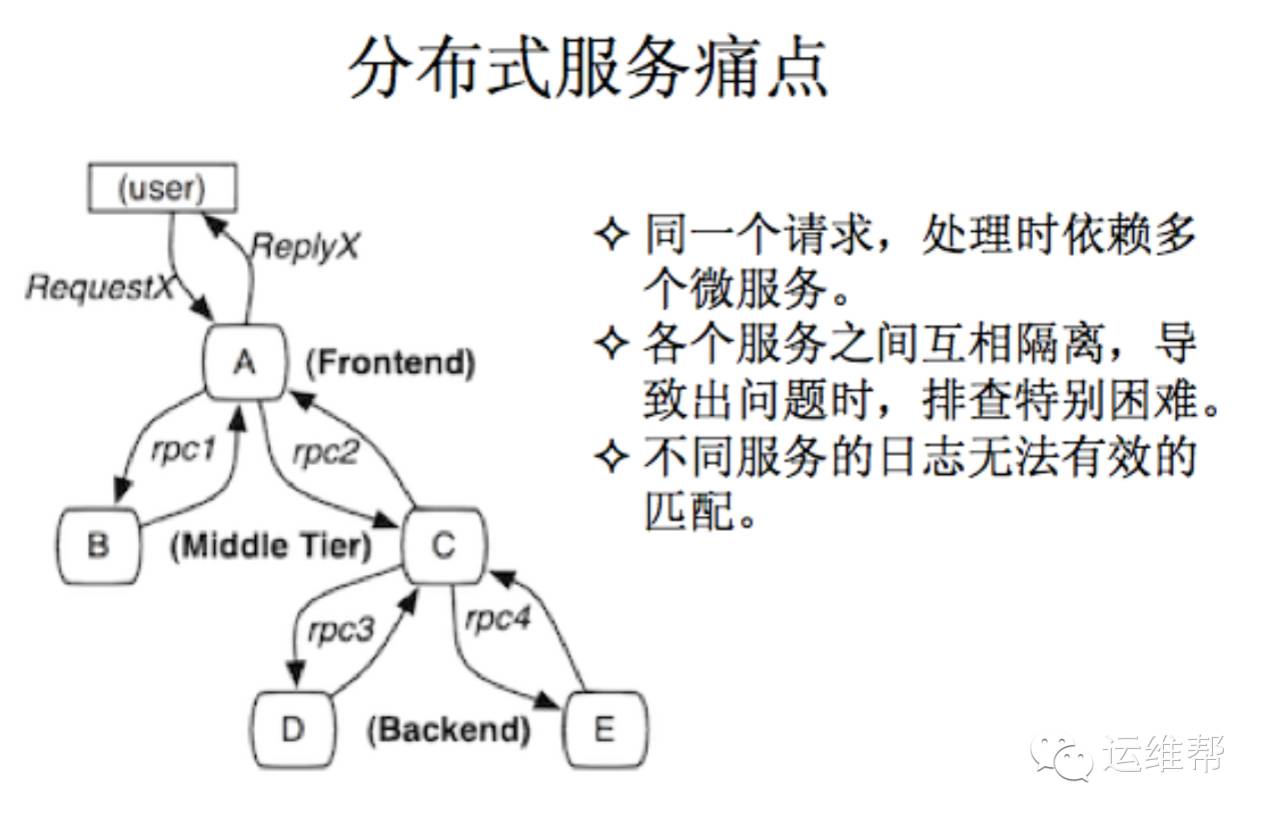 分布式服务痛点
(user)
ReplyX
RequestX
A
(Frontend)
rpc1
rpc2
B
(Middle Tier)
C
rpc3
rpc4
D
(Backend)
E
✧ 同一个请求，处理时依赖多
个微服务。
✧ 各个服务之间互相隔离，导
致出问题时，排查特别困难。
✧ 不同服务的日志无法有效的
匹配。
运维帮